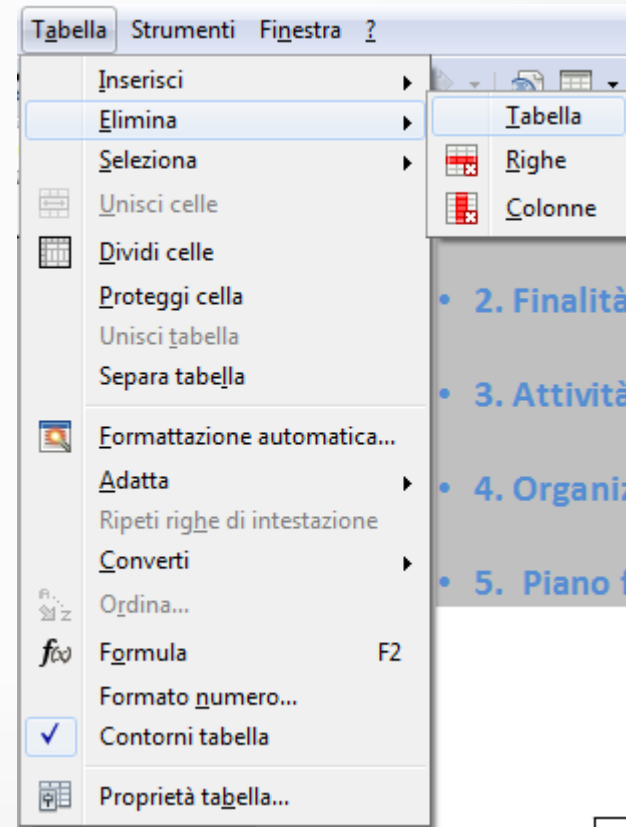 Tabella Strumenti Finestra ?
Inserisci
Elimina
Seleziona
Unisci celle
Dividi celle
Proteggi cella
Unisci tabella
Separa tabella
Formattazione automatica...
Adatta
Ripeti righe di intestazione
Converti
Ordina...
Formula F2
Formato numero...
Contorni tabella
Proprietà tabella...
Tabella
Righe
Colonne
• 2. Finalità
• 3. Attività
• 4. Organiz
• 5. Piano f